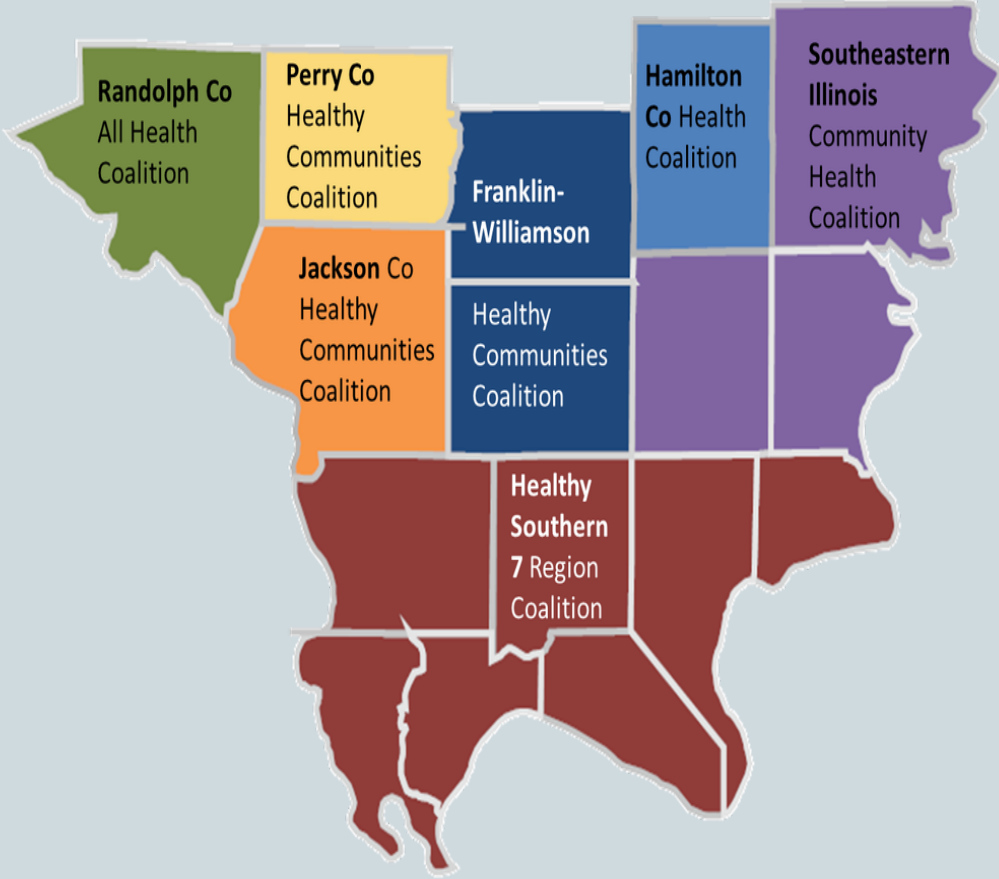 Randolph Co
All Health
Coalition
Perry Co
Healthy
Communities
Coalition
Franklin-
Williamson
Healthy
Communities
Coalition
Hamilton
Co Health
Coalition
Southeastern
Illinois
Community
Health
Coalition
Jackson Co
Healthy
Communities
Coalition
Healthy
Southern
7 Region
Coalition